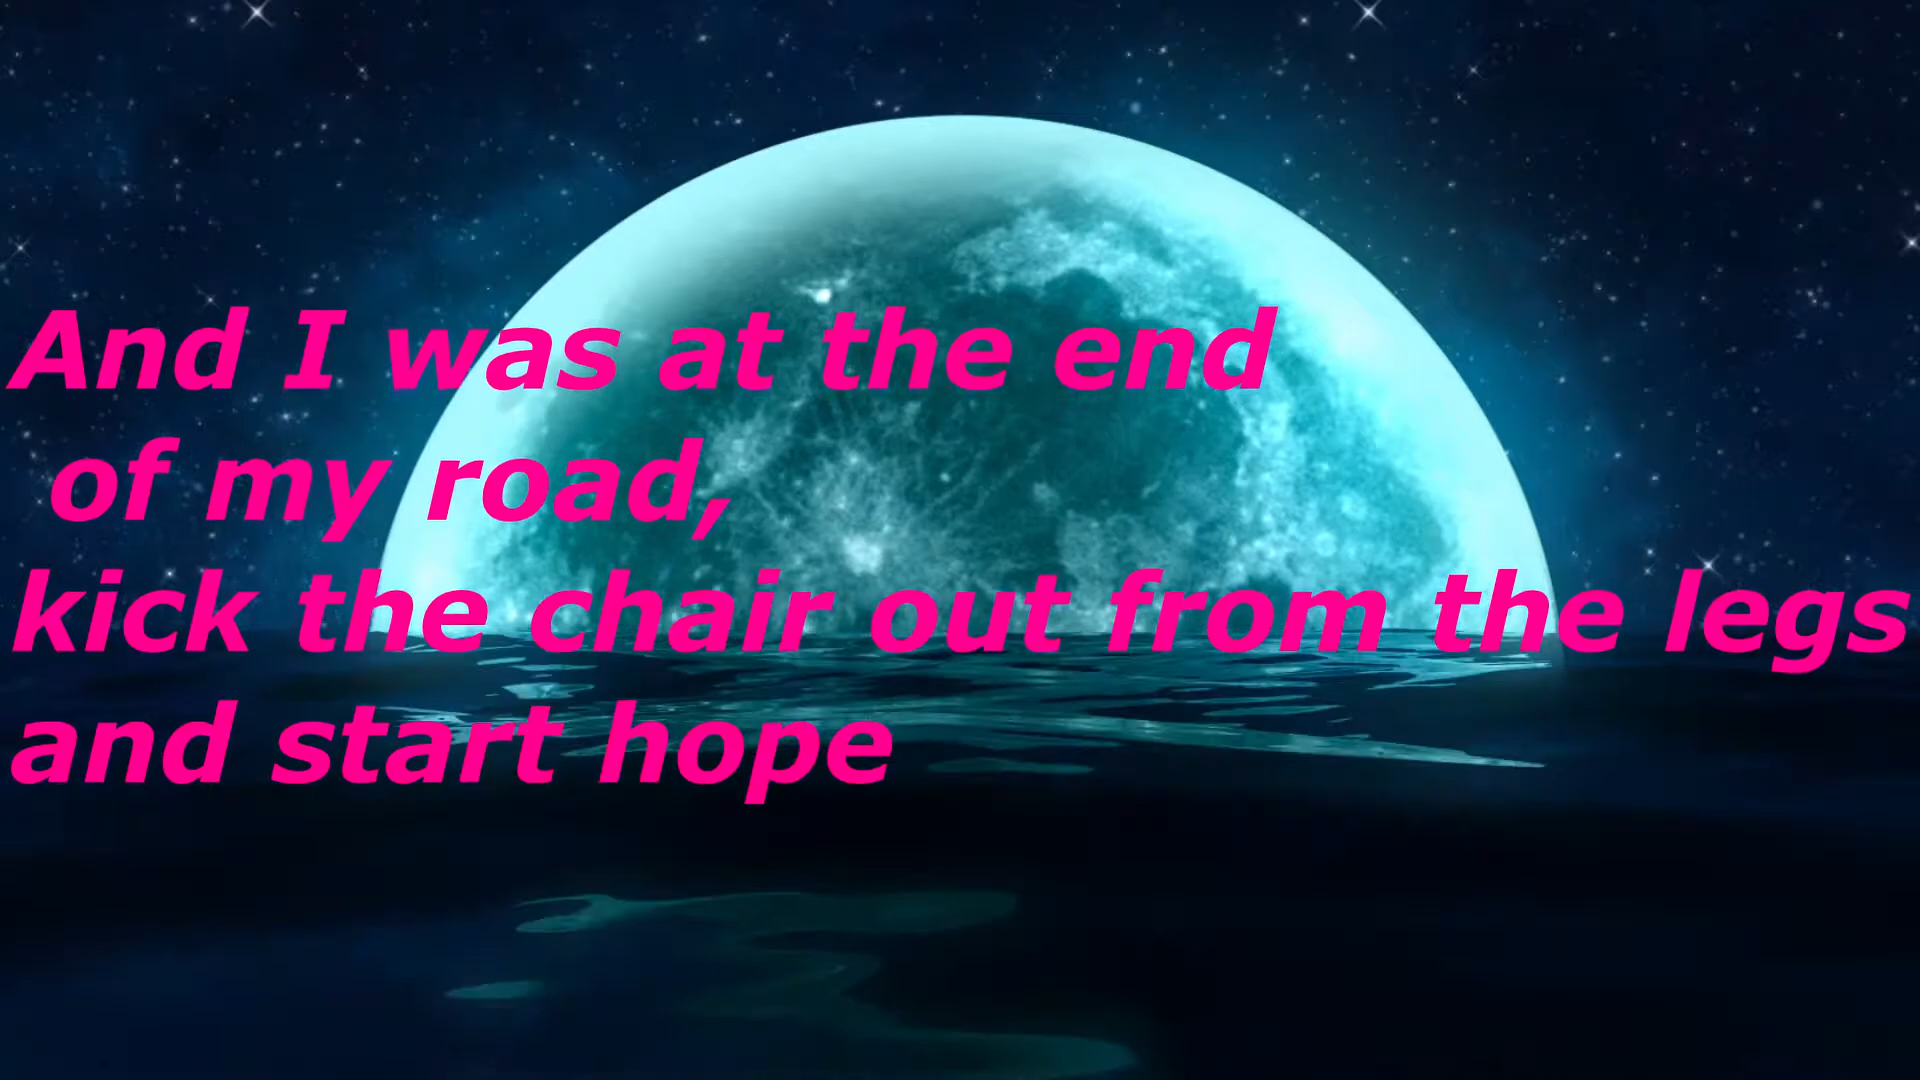 And I was at the end
of my road,
kick the chair out from the legs
and start hope